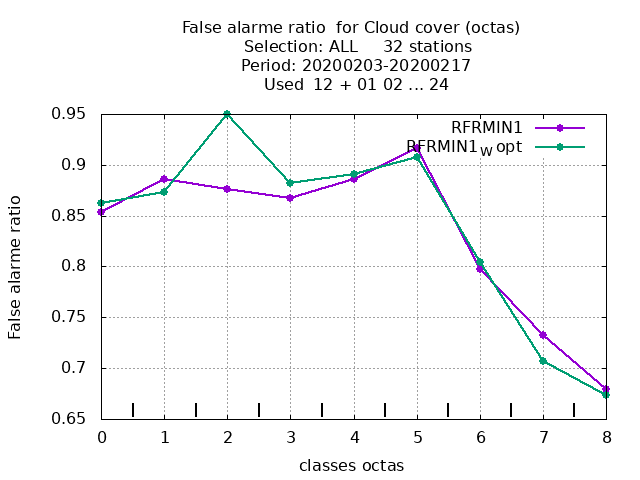 False alarme ratio  for Cloud cover (octas)
Selection: ALL     32 stations
Period: 20200203-20200217
Used  12 + 01 02 ... 24
0.95
0.9
0.85
0.8
0.75
0.7
0.65
False alarme ratio
RFRMIN1
RFRMIN1W opt
0 1 2 3 4 5 6 7 8
classes octas